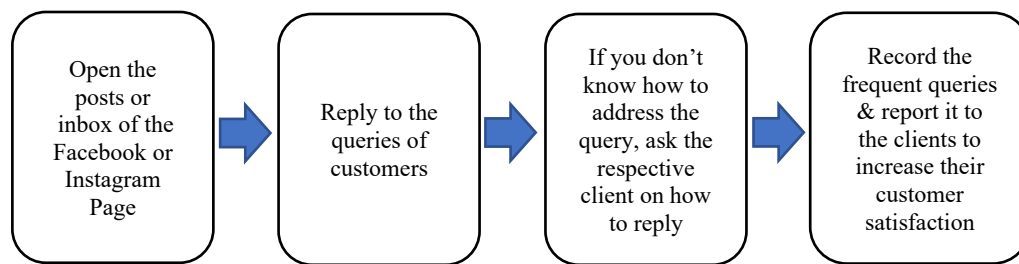 Open the
posts or
inbox of the
Facebook or
Instagram
Page
Reply to the
queries of
customers
If you don’t
know how to
address the
query, ask the
respective
client on how
to reply
Record the
frequent queries
& report it to
the clients to
increase their
customer
satisfaction